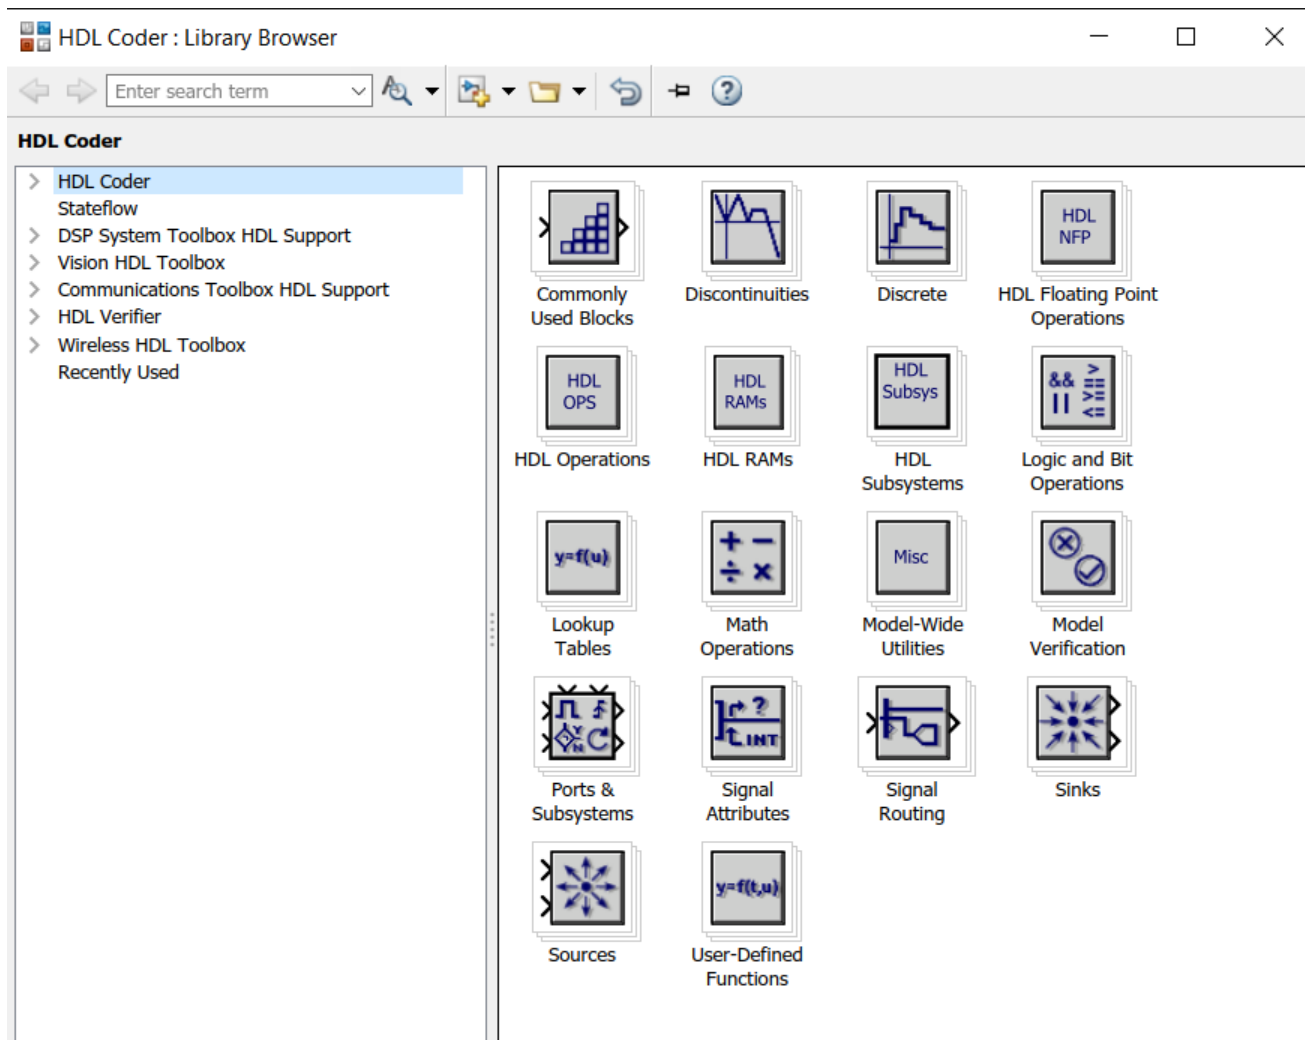 HDL Coder : Library Browser
Enter search term
HDL Coder
HDL Coder
Stateflow
DSP System Toolbox HDL Support
Vision HDL Toolbox
Communications Toolbox HDL Support
HDL Verifier
Wireless HDL Toolbox
Recently Used
Commonly
Used Blocks
Discontinuities
Discrete
HDL
NFP
HDL Floating Point
Operations
HDL
OPS
HDL Operations
HDL
RAMs
HDL RAMs
HDL
Subsys
HDL
Subsystems
&& >
==
|| >=
<=
Logic and Bit
Operations
y=f(u)
Lookup
Tables
+ −
÷ ×
Math
Operations
Misc
Model-Wide
Utilities
Model
Verification
Y
N
Ports &
Subsystems
?
INT
Signal
Attributes
Signal
Routing
Sinks
Sources
y=f(t,u)
User-Defined
Functions